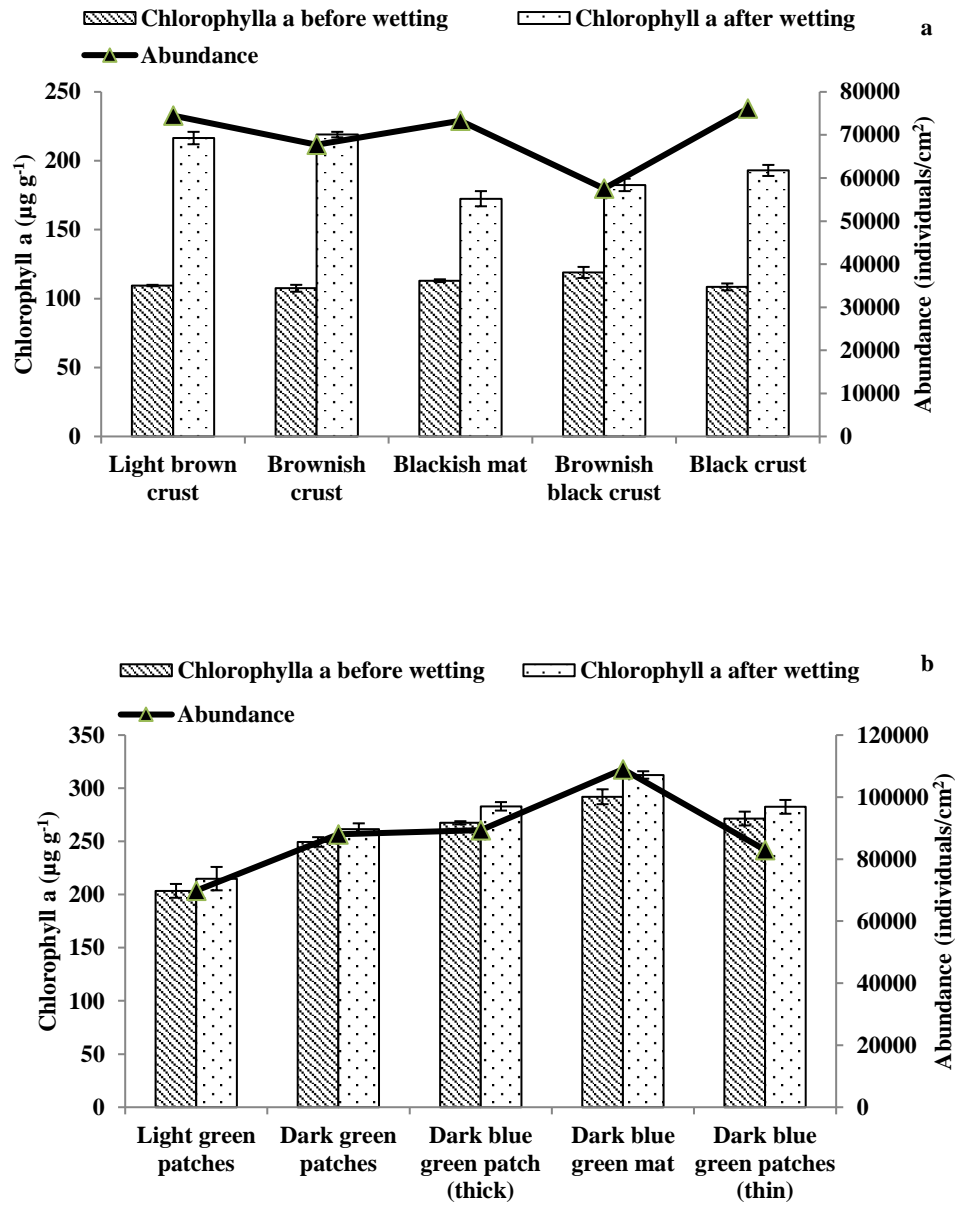 Chlorophylla a before wetting
Chlorophyll a after wetting
a
Abundance
250
200
150
100
50
0
Chlorophyll a (µg g-1)
80000
70000
60000
50000
40000
30000
20000
10000
0
Abundance (individuals/cm2)
Light brown
crust
Brownish
crust
Blackish mat
Brownish
black crust
Black crust
Chlorophylla a before wetting
Chlorophyll a after wetting
b
Abundance
350
300
250
200
150
100
50
0
Chlorophyll a (µg g-1)
120000
100000
80000
60000
40000
20000
0
Abundance (individuals/cm2)
Light green
patches
Dark green
patches
Dark blue
green patch
(thick)
Dark blue
green mat
Dark blue
green patches
(thin)